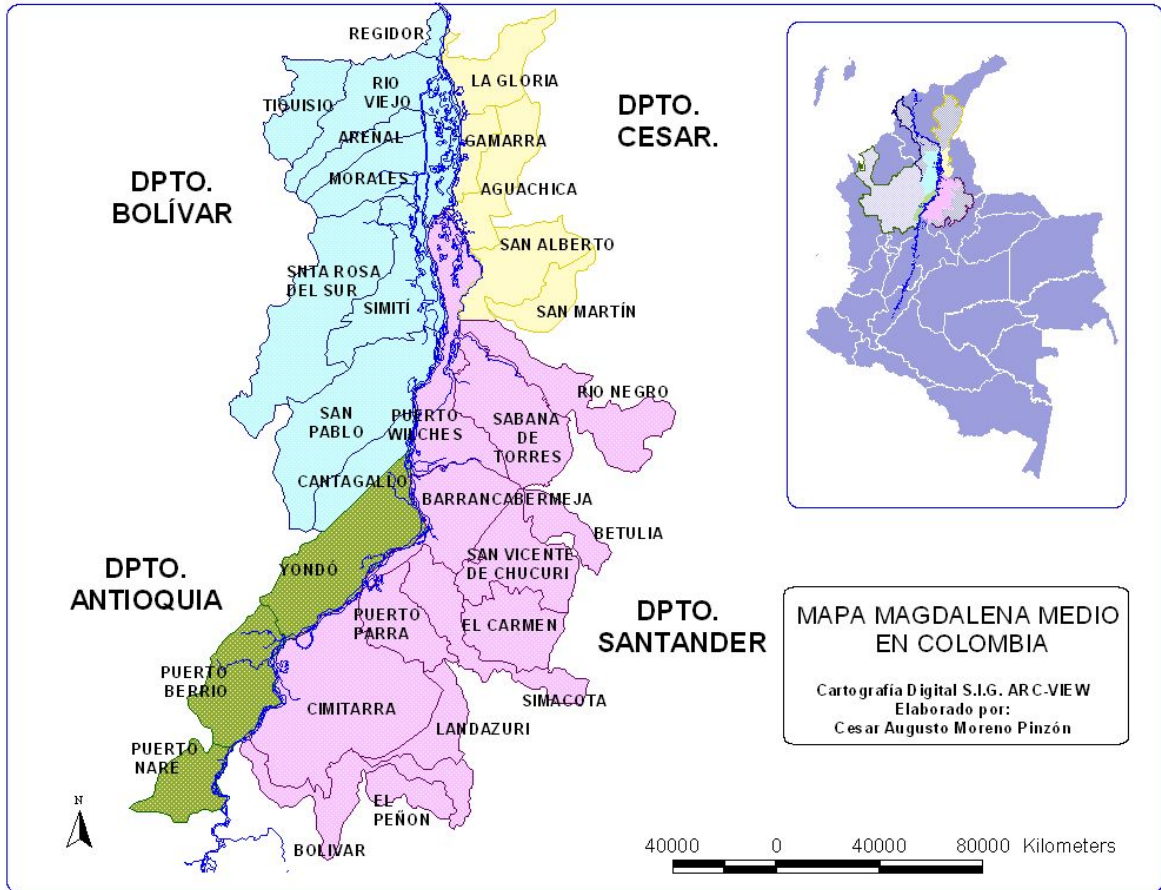 REGIDOR
LA GLORIA
RIO
VIEJO
TIQUISIO
DPTO.
CESAR.
ARENAL
GAMARRA
DPTO.
BOLÍVAR
MORALES
AGUACHICA
SAN ALBERTO
SNTA ROSA
DEL SUR
SIMITÍ
SAN MARTÍN
RIO NEGRO
SAN
PABLO
PUERTO
WILCHES
SABANA
DE
TORRES
CANTAGALLO
BARRANCABERMEJA
BETULIA
SAN VICENTE
DE CHUCURI
DPTO.
ANTIOQUIA
YONDÓ
PUERTO
PARRA
EL CARMEN
DPTO.
SANTANDER
PUERTO
BERRIO
CIMITARRA
SIMACOTA
LANDAZURI
PUERTO
NARE
EL
PEÑON
BOLIVAR
N
MAPA MAGDALENA MEDIO
EN COLOMBIA
Cartografía Digital S.I.G. ARC-VIEW
Elaborado por:
Cesar Augusto Moreno Pinzón
40000 0 40000 80000 Kilometers